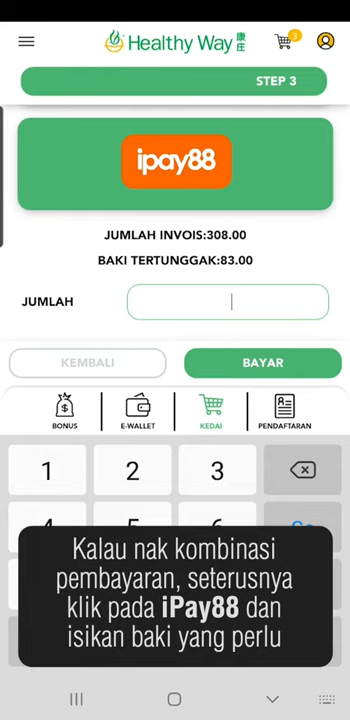 Healthy Way 康庄
3
STEP 3
ipay88
JUMLAH INVOIS:308.00
BAKI TERTUNGGAK:83.00
JUMLAH
KEMBALI
BAYAR
BONUS
E-WALLET
KEDAI
PENDAFTARAN
1 2 3
Kalau nak kombinasi
pembayaran, seterusnya
klik pada iPay88 dan
isikan baki yang perlu